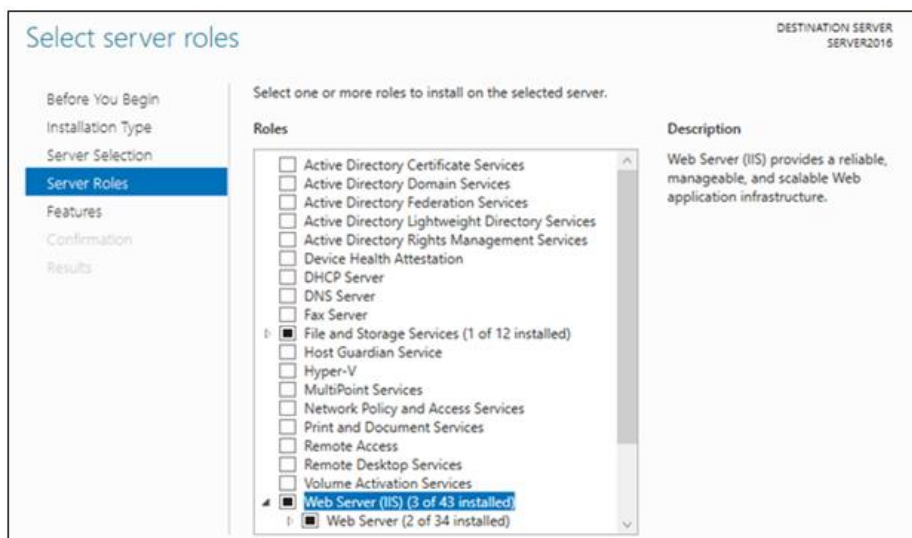 Select server roles
DESTINATION SERVER
SERVER2016
Before You Begin
Installation Type
Server Selection
Server Roles
Features
Confirmation
Results
Select one or more roles to install on the selected server.
Roles
Active Directory Certificate Services
Active Directory Domain Services
Active Directory Federation Services
Active Directory Lightweight Directory Services
Active Directory Rights Management Services
Device Health Attestation
DHCP Server
DNS Server
Fax Server
File and Storage Services (1 of 12 installed)
Host Guardian Service
Hyper-V
MultiPoint Services
Network Policy and Access Services
Print and Document Services
Remote Access
Remote Desktop Services
Volume Activation Services
Web Server (IIS) (3 of 43 installed)
Web Server (2 of 34 installed)
Description
Web Server (IIS) provides a reliable,
manageable, and scalable Web
application infrastructure.